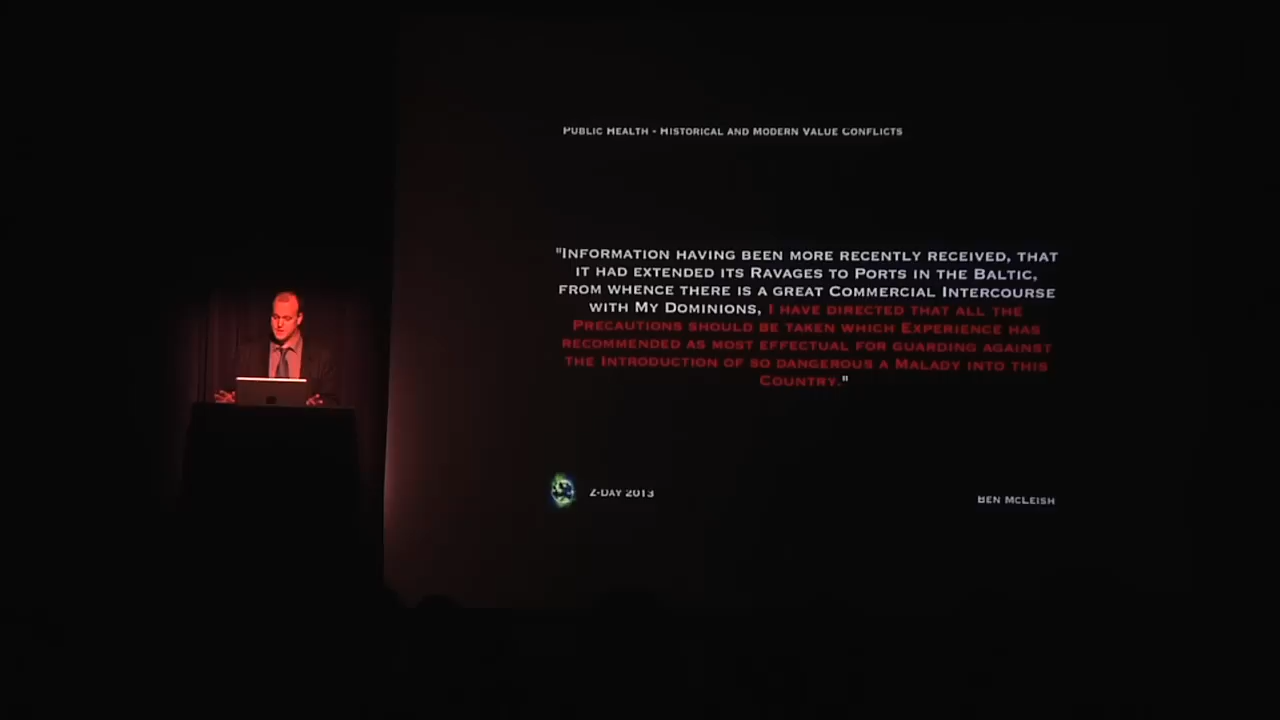 PUBLIC HEALTH - HISTORICAL AND MODERN VALUE CONFLICTS
"INFORMATION HAVING BEEN MORE RECENTLY RECEIVED, THAT
IT HAD EXTENDED ITS RAVAGES TO PORTS IN THE BALTIC,
FROM WHENCE THERE IS A GREAT COMMERCIAL INTERCOURSE
WITH MY DOMINIONS, I HAVE DIRECTED THAT ALL THE
PRECAUTIONS SHOULD BE TAKEN WHICH EXPERIENCE HAS
RECOMMENDED AS MOST EFFECTUAL FOR GUARDING AGAINST
THE INTRODUCTION OF SO DANGEROUS A MALADY INTO THIS
COUNTRY."
Z-DAY 2013
BEN MCLEISH